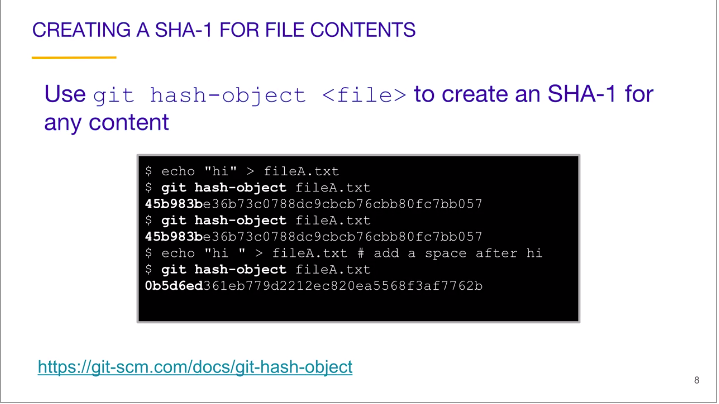 CREATING A SHA-1 FOR FILE CONTENTS
Use git hash-object <file> to create an SHA-1 for
any content
$ echo "hi" > fileA.txt
$ git hash-object fileA.txt
45b983be36b73c0788dc9cbcb76cbb80fc7bb057
$ git hash-object fileA.txt
45b983be36b73c0788dc9cbcb76cbb80fc7bb057
$ echo "hi " > fileA.txt # add a space after hi
$ git hash-object fileA.txt
0b5d6ed361eb779d2212ec820ea5568f3af7762b
https://git-scm.com/docs/git-hash-object
8